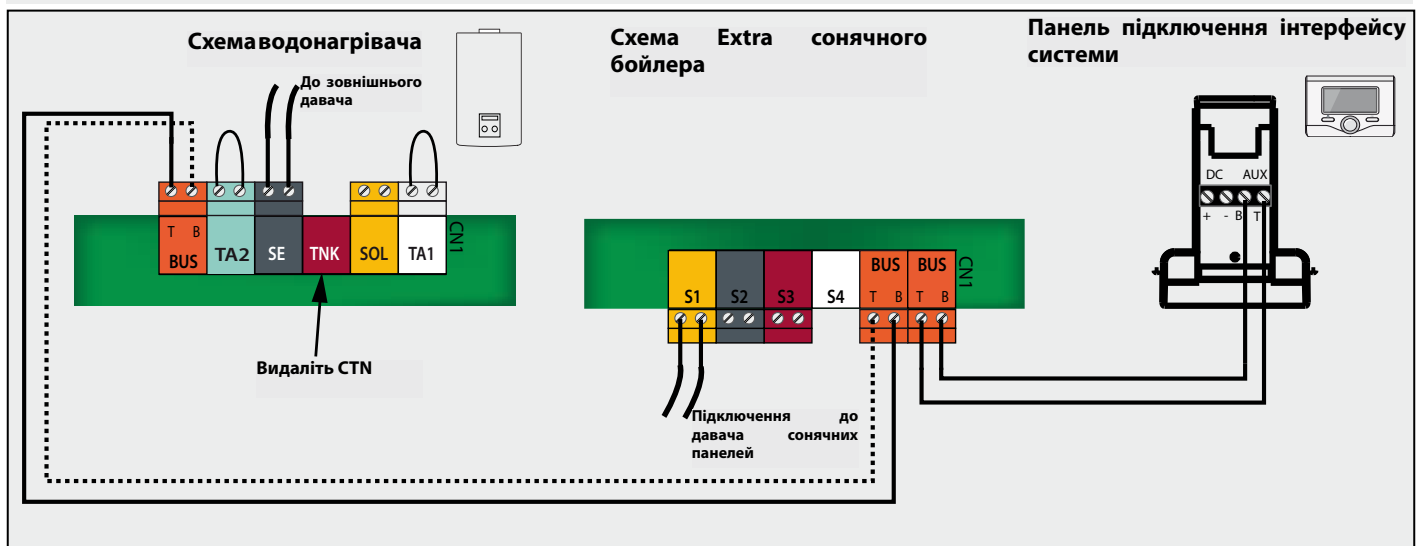 Схема водонагрівача
До зовнішнього
давача
T B
BUS
TA2
SE
TNK
SOL
TA1
CN1
Видаліть CTN
Схема Extra сонячного
бойлера
S1
S2
S3
S4
BUS
T B
BUS
T B
CN1
Підключення до
давача сонячних
панелей
Панель підключення інтерфейсу
системи
DC AUX
+ - B T